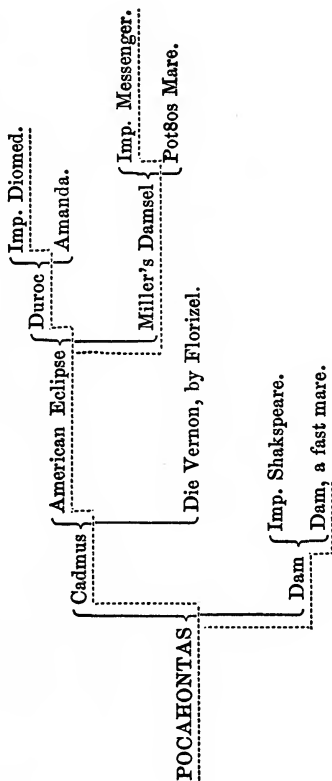 Imp. Diomed.
Duroc
Amanda.
American Eclipse
Imp. Messenger.
Miller's Damsel
Pot8os Mare.
Cadmus
Die Vernon, by Florizel.
POCAHONTAS
Imp. Shakspeare.
Dam
Dam, a fast mare.